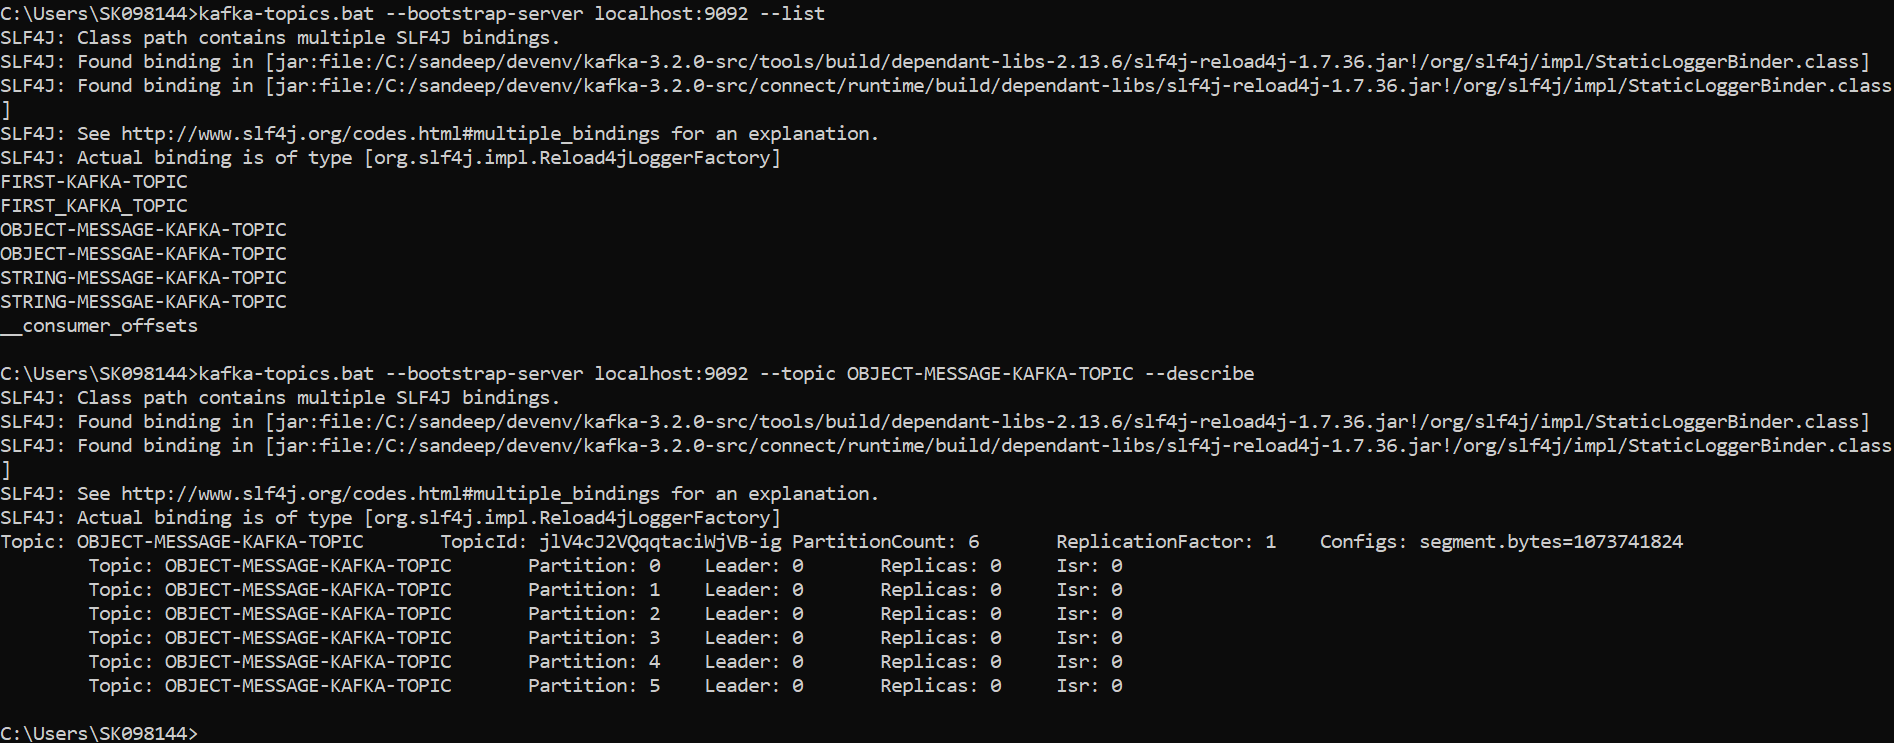 C:\Users\SK098144>kafka-topics.bat --bootstrap-server localhost:9092 --list
SLF4J: Class path contains multiple SLF4J bindings.
SLF4J: Found binding in [jar:file:/C:/sandeep/devenv/kafka-3.2.0-src/tools/build/dependant-libs-2.13.6/slf4j-reload4j-1.7.36.jar!/org/slf4j/impl/StaticLoggerBinder.class]
SLF4J: Found binding in [jar:file:/C:/sandeep/devenv/kafka-3.2.0-src/connect/runtime/build/dependant-libs/slf4j-reload4j-1.7.36.jar!/org/slf4j/impl/StaticLoggerBinder.class
]
SLF4J: See http://www.slf4j.org/codes.html#multiple_bindings for an explanation.
SLF4J: Actual binding is of type [org.slf4j.impl.Reload4jLoggerFactory]
FIRST-KAFKA-TOPIC
FIRST_KAFKA_TOPIC
OBJECT-MESSAGE-KAFKA-TOPIC
OBJECT-MESSGAE-KAFKA-TOPIC
STRING-MESSAGE-KAFKA-TOPIC
STRING-MESSGAE-KAFKA-TOPIC
__consumer_offsets
C:\Users\SK098144>kafka-topics.bat --bootstrap-server localhost:9092 --topic OBJECT-MESSAGE-KAFKA-TOPIC --describe
SLF4J: Class path contains multiple SLF4J bindings.
SLF4J: Found binding in [jar:file:/C:/sandeep/devenv/kafka-3.2.0-src/tools/build/dependant-libs-2.13.6/slf4j-reload4j-1.7.36.jar!/org/slf4j/impl/StaticLoggerBinder.class]
SLF4J: Found binding in [jar:file:/C:/sandeep/devenv/kafka-3.2.0-src/connect/runtime/build/dependant-libs/slf4j-reload4j-1.7.36.jar!/org/slf4j/impl/StaticLoggerBinder.class
]
SLF4J: See http://www.slf4j.org/codes.html#multiple_bindings for an explanation.
SLF4J: Actual binding is of type [org.slf4j.impl.Reload4jLoggerFactory]
Topic: OBJECT-MESSAGE-KAFKA-TOPIC TopicId: jlV4cJ2VQqqtaciWjVB-ig PartitionCount: 6 ReplicationFactor: 1 Configs: segment.bytes=1073741824
Topic: OBJECT-MESSAGE-KAFKA-TOPIC Partition: 0 Leader: 0 Replicas: 0 Isr: 0
Topic: OBJECT-MESSAGE-KAFKA-TOPIC Partition: 1 Leader: 0 Replicas: 0 Isr: 0
Topic: OBJECT-MESSAGE-KAFKA-TOPIC Partition: 2 Leader: 0 Replicas: 0 Isr: 0
Topic: OBJECT-MESSAGE-KAFKA-TOPIC Partition: 3 Leader: 0 Replicas: 0 Isr: 0
Topic: OBJECT-MESSAGE-KAFKA-TOPIC Partition: 4 Leader: 0 Replicas: 0 Isr: 0
Topic: OBJECT-MESSAGE-KAFKA-TOPIC Partition: 5 Leader: 0 Replicas: 0 Isr: 0
C:\Users\SK098144>